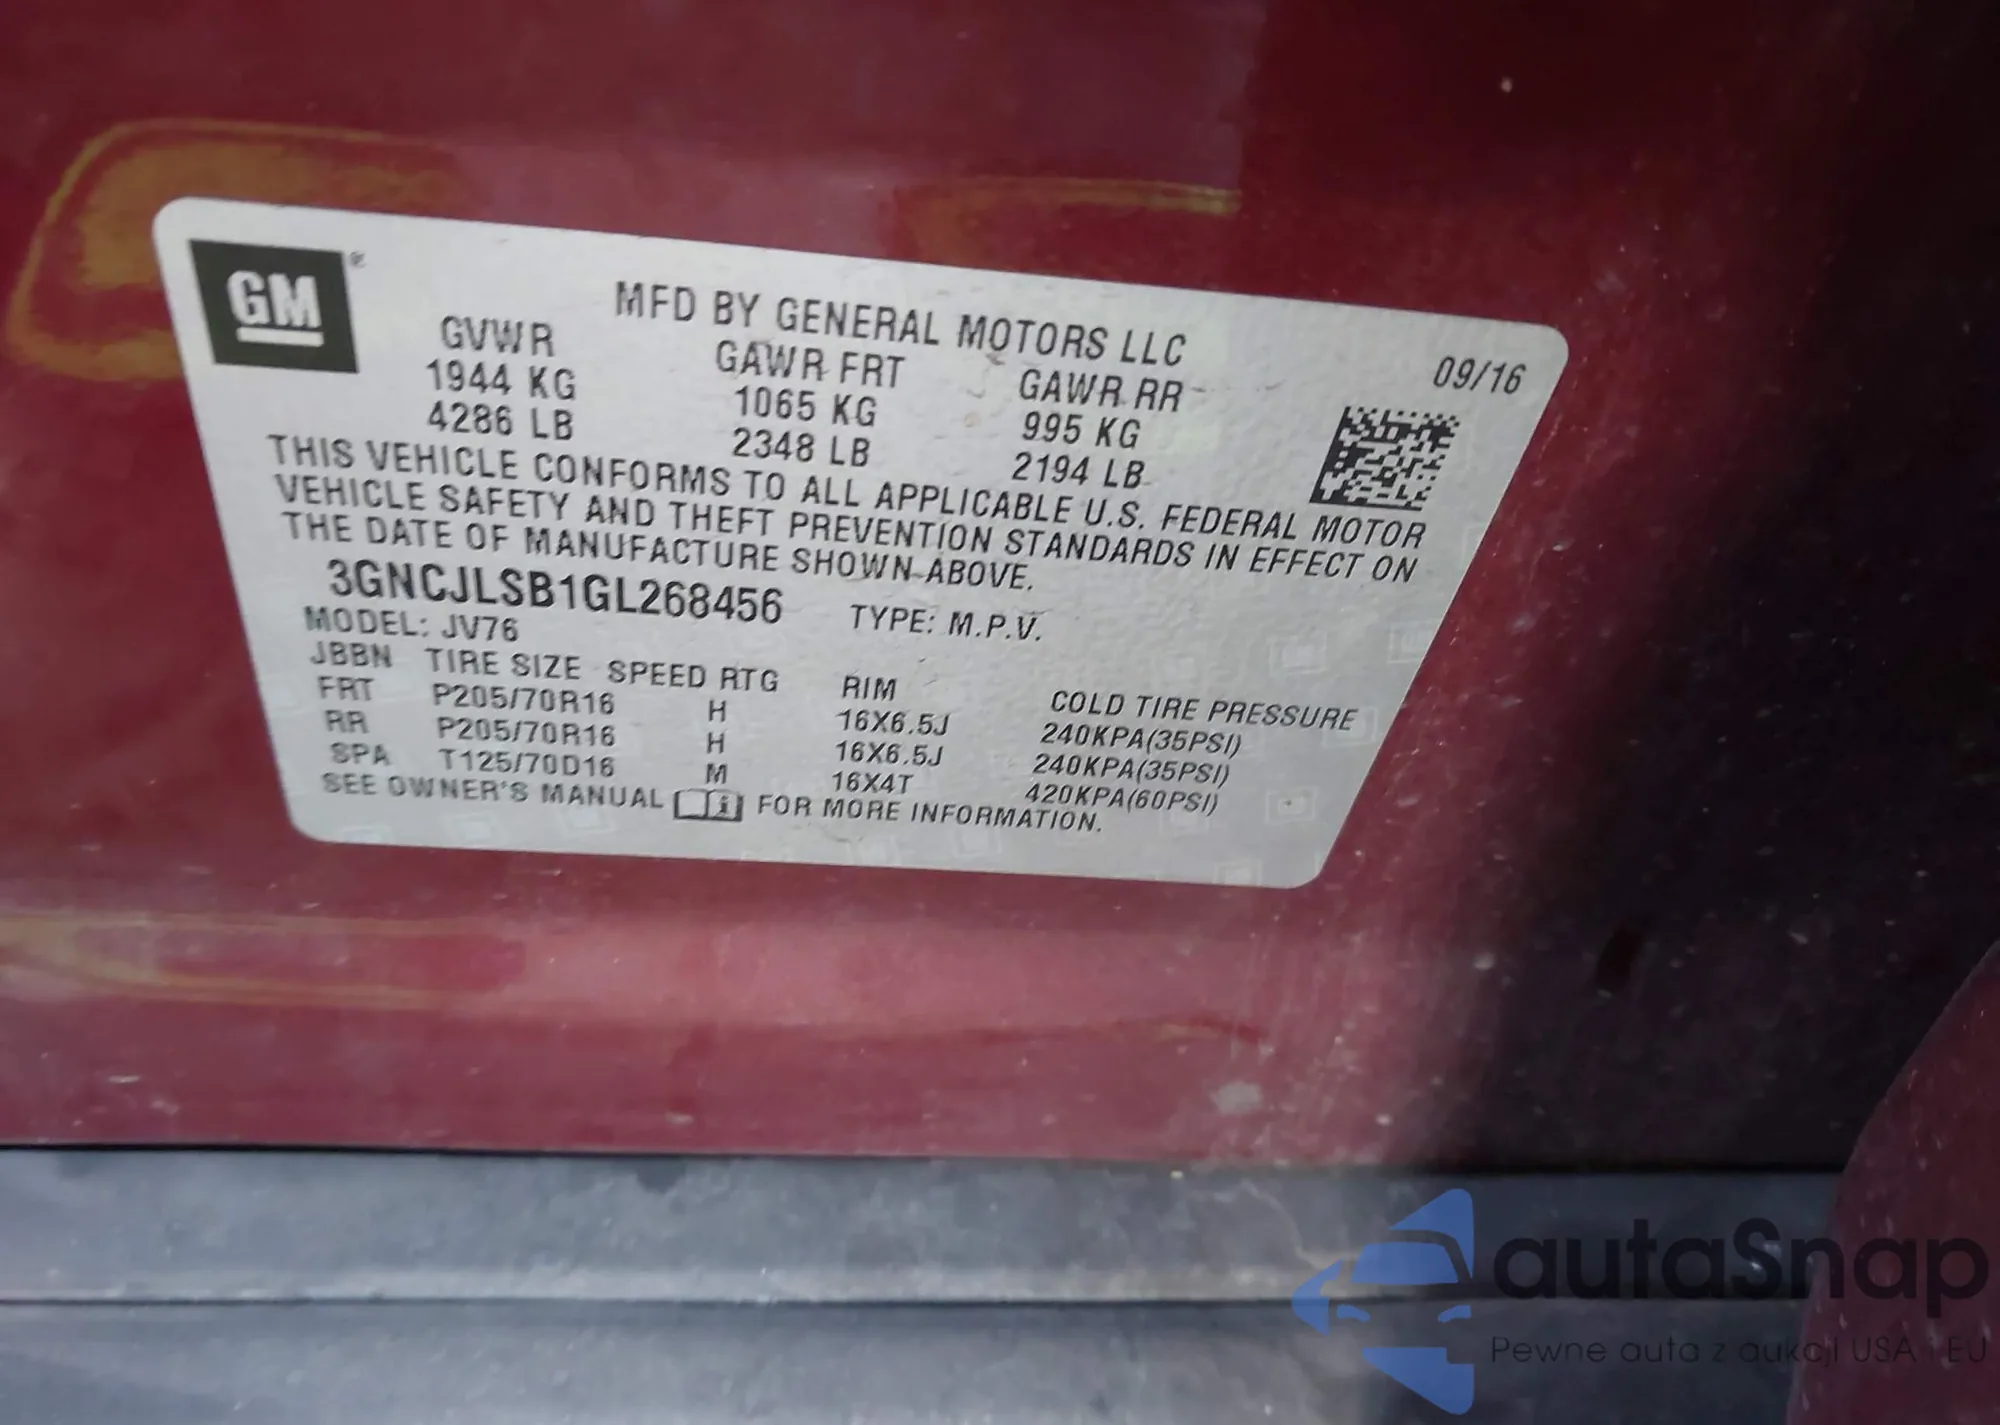 GM ®
MFD BY GENERAL MOTORS LLC
09/16
GVWR GAWR FRT GAWR RR
1944 KG 1065 KG 995 KG
4286 LB 2348 LB 2194 LB
THIS VEHICLE CONFORMS TO ALL APPLICABLE U.S. FEDERAL MOTOR
VEHICLE SAFETY AND THEFT PREVENTION STANDARDS IN EFFECT ON
THE DATE OF MANUFACTURE SHOWN ABOVE.
3GNCJLSB1GL268456 TYPE: M.P.V.
MODEL: JV76
JBBN TIRE SIZE SPEED RTG RIM COLD TIRE PRESSURE
FRT P205/70R16 H 16X6.5J 240KPA(35PSI)
RR P205/70R16 H 16X6.5J 240KPA(35PSI)
SPA T125/70D16 M 16X4T 420KPA(60PSI)
SEE OWNER'S MANUAL i FOR MORE INFORMATION.
autaSnap
Pewne auta z aukcji USA i EU